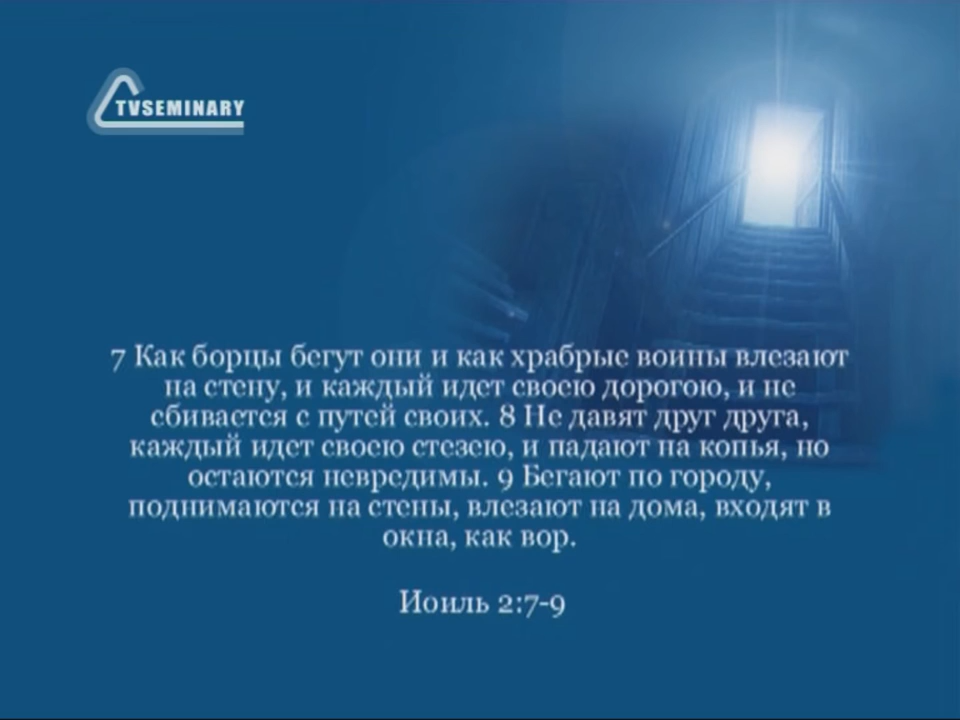 TVSEMINARY
7 Как борцы бегут они и как храбрые воины влезают
на стену, и каждый идет своею дорогою, и не
сбивается с путей своих. 8 Не давят друг друга,
каждый идет своею стезею, и падают на копья, но
остаются невредимы. 9 Бегают по городу,
поднимаются на стены, влезают на дома, входят в
окна, как вор.
Иоиль 2:7-9